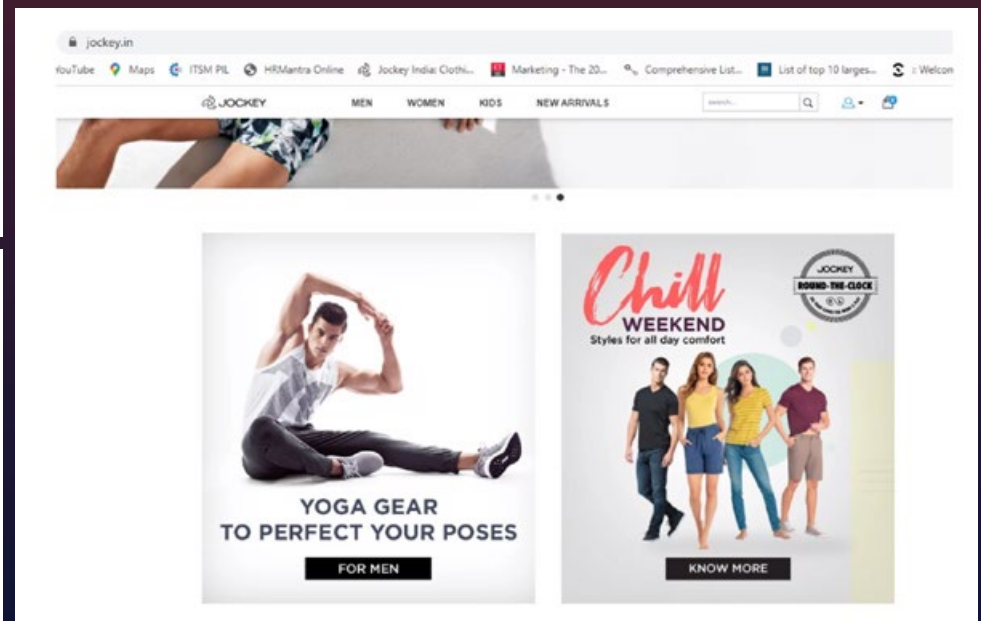 jockey.in
YouTube Maps ITSM PIL HRMantra Online Jockey India: Clothi... Marketing - The 20... Comprehensive List... List of top 10 larges... :: Welcon
JOCKEY MEN WOMEN KIDS NEW ARRIVALS search...
Chill
WEEKEND
Styles for all day comfort
JOCKEY
ROUND-THE-CLOCK
YOGA GEAR
TO PERFECT YOUR POSES
FOR MEN
KNOW MORE